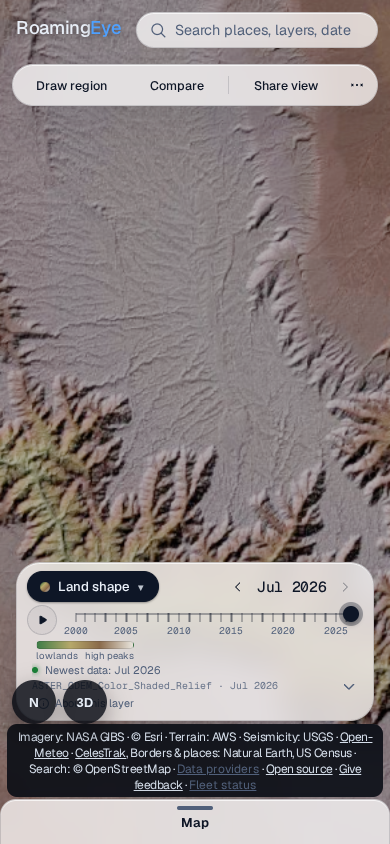 RoamingEye
Search places, layers, date
Draw region Compare Share view ...
Land shape ▾ ‹ Jul 2026 ›
2000 2005 2010 2015 2020 2025
lowlands high peaks
Newest data: Jul 2026
Color_Shaded_Relief · Jul 2026
N 3D
layer
Imagery: NASA GIBS · © Esri · Terrain: AWS · Seismicity: USGS · Open-
Meteo · CelesTrak, Borders & places: Natural Earth, US Census ·
Search: © OpenStreetMap · Data providers · Open source · Give
feedback · Fleet status
Map